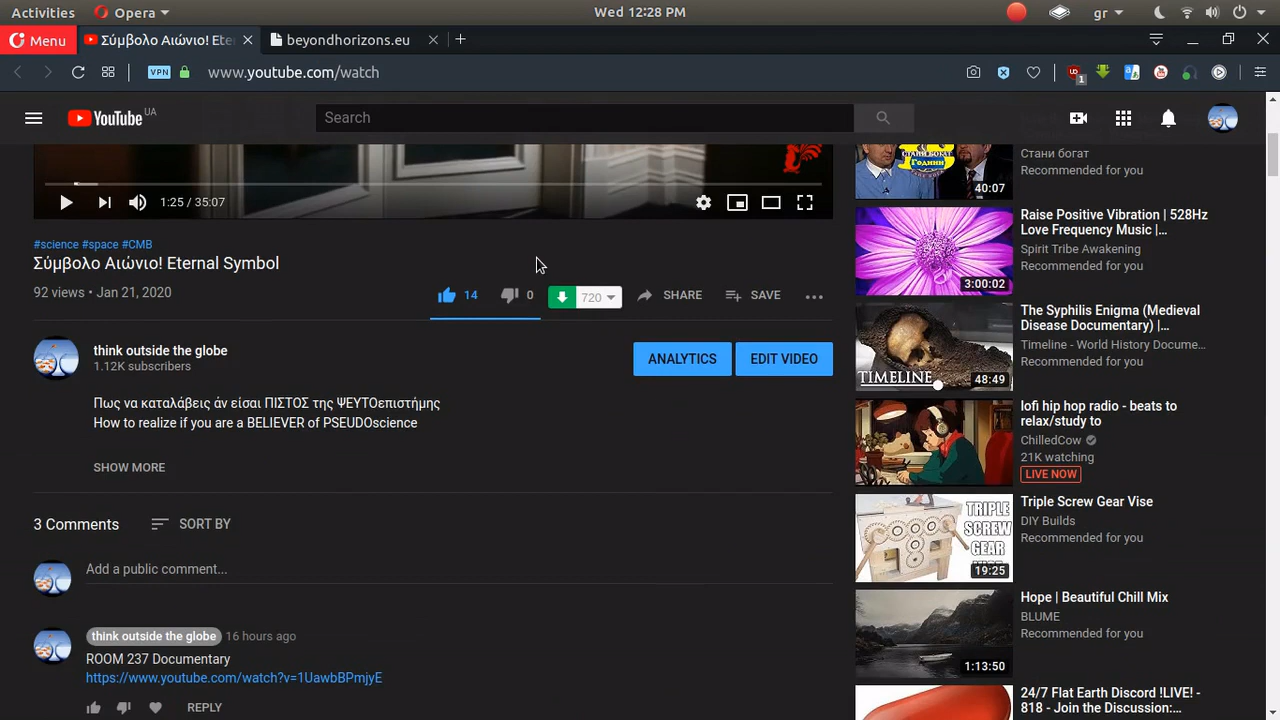 Activities
Opera
Wed 12:28 PM
gr
Menu
Σύμβολο Αιώνιο! Ete
beyondhorizons.eu
VPN
www.youtube.com/watch
1
YouTube
UA
Search
1:25 / 35:07
#science #space #CMB
Σύμβολο Αιώνιο! Eternal Symbol
92 views • Jan 21, 2020
14
0
720
SHARE
SAVE
think outside the globe
1.12K subscribers
ANALYTICS
EDIT VIDEO
Πως να καταλάβεις άν είσαι ΠΙΣΤΟΣ της ΨΕΥΤΟεπιστήμης
How to realize if you are a BELIEVER of PSEUDOscience
SHOW MORE
3 Comments
SORT BY
Add a public comment...
think outside the globe
16 hours ago
ROOM 237 Documentary
https://www.youtube.com/watch?v=1UawbBPmjyE
REPLY
СТАНИ БОГАТ
Години
40:07
Стани богат
Recommended for you
3:00:02
Raise Positive Vibration | 528Hz
Love Frequency Music |...
Spirit Tribe Awakening
Recommended for you
TIMELINE
48:49
The Syphilis Enigma (Medieval
Disease Documentary) |...
Timeline - World History Docume...
Recommended for you
lofi hip hop radio - beats to
relax/study to
ChilledCow
21K watching
LIVE NOW
TRIPLE
SCREW
GEAR
19:25
Triple Screw Gear Vise
DIY Builds
Recommended for you
1:13:50
Hope | Beautiful Chill Mix
BLUME
Recommended for you
24/7 Flat Earth Discord !LIVE! -
818 - Join the Discussion:...